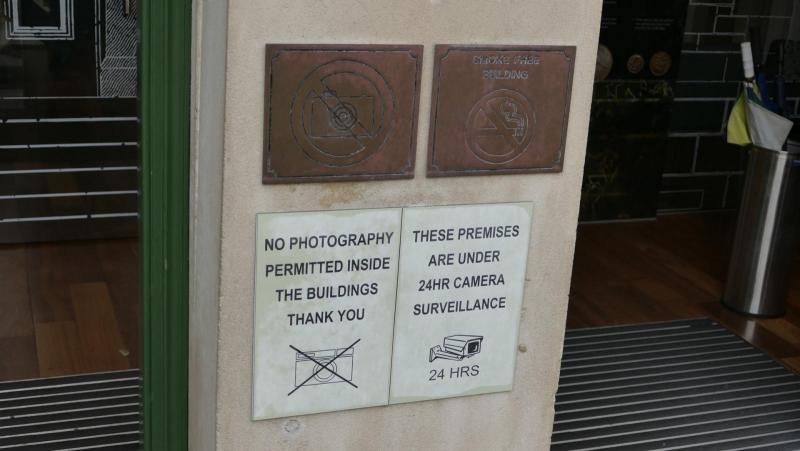 SMOKE FREE
BUILDING
NO PHOTOGRAPHY
PERMITTED INSIDE
THE BUILDINGS
THANK YOU
THESE PREMISES
ARE UNDER
24HR CAMERA
SURVEILLANCE
24 HRS